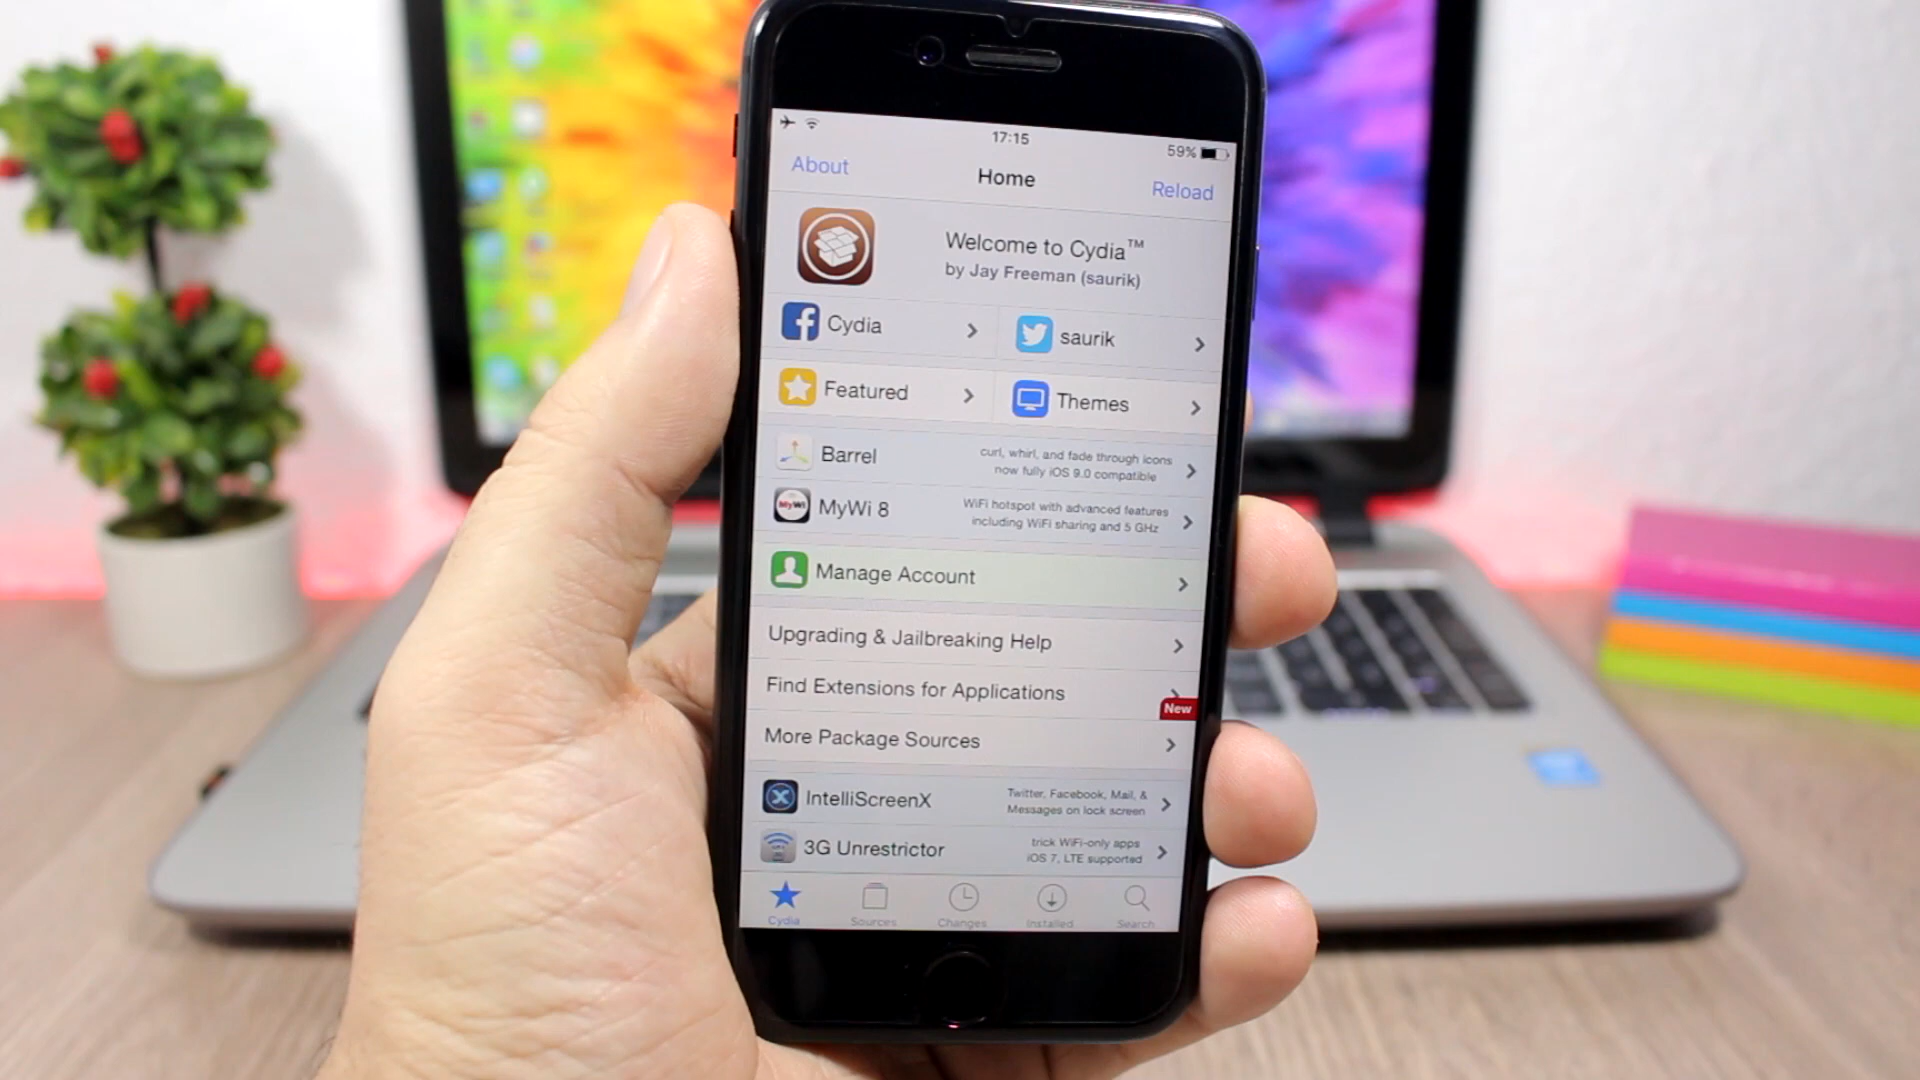 17:15
59%
About
Home
Reload
Welcome to Cydia™
by Jay Freeman (saurik)
Cydia
saurik
Featured
Themes
Barrel
curl, whirl, and fade through icons
now fully iOS 9.0 compatible
MyWi
MyWi 8
WiFi hotspot with advanced features
including WiFi sharing and 5 GHz
Manage Account
Upgrading & Jailbreaking Help
Find Extensions for Applications
New
More Package Sources
IntelliScreenX
Twitter, Facebook, Mail, &
Messages on lock screen
3G Unrestrictor
trick WiFi-only apps
iOS 7, LTE supported
Cydia
Sources
Changes
Installed
Search